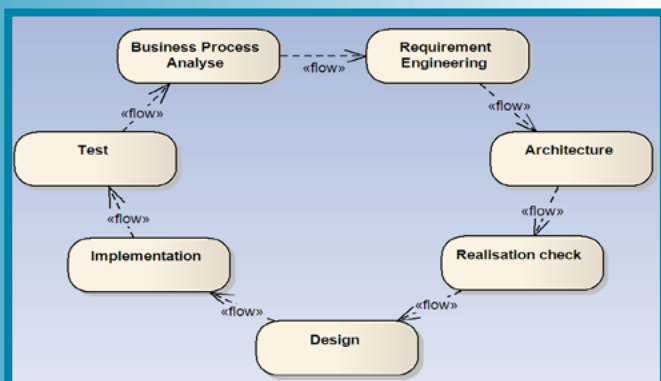 Business Process
Analyse
«flow»
Requirement
Engineering
«flow»
Architecture
«flow»
Realisation check
«flow»
Design
«flow»
Implementation
«flow»
Test
«flow»